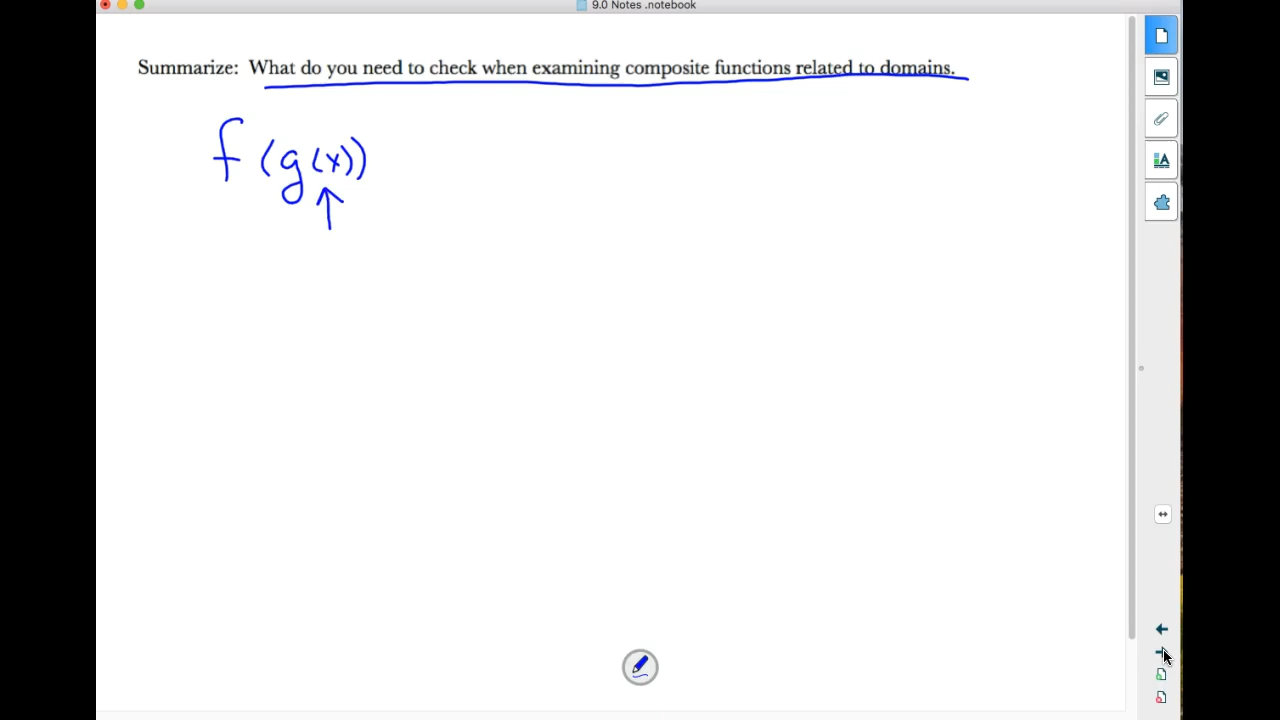 9.0 Notes .notebook
Summarize: What do you need to check when examining composite functions related to domains.
f (g(x))